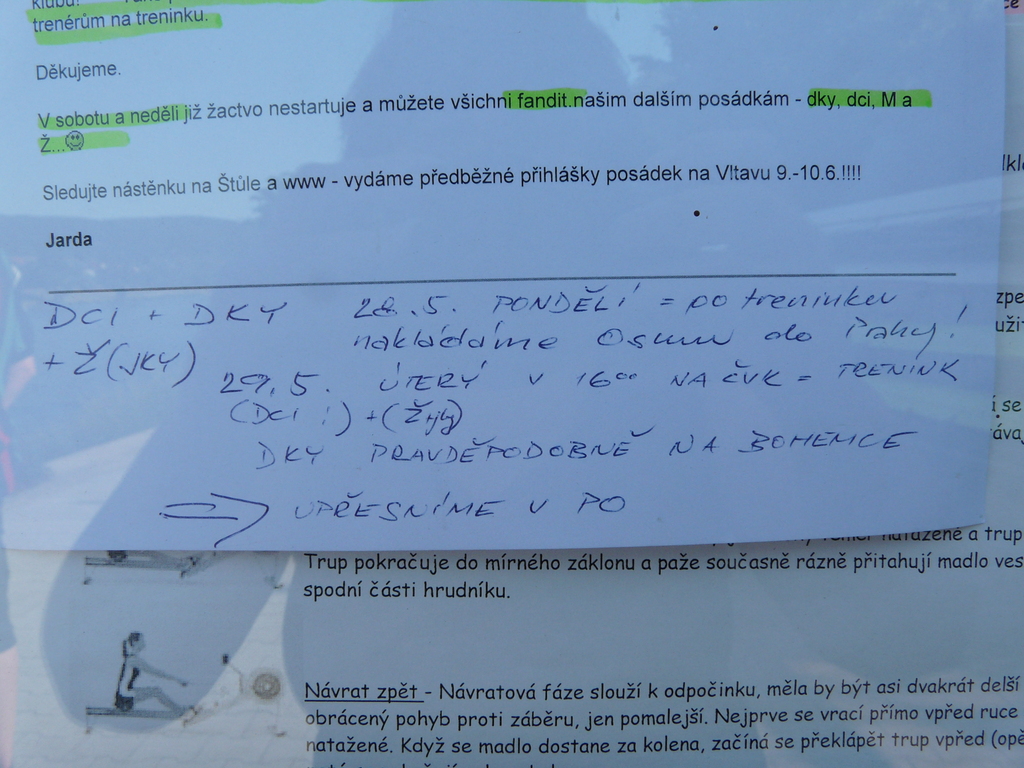 trenérům na treninku.
Děkujeme.
V sobotu a neděli již žactvo nestartuje a můžete všichni fandit.našim dalším posádkám - dky, dci, M a
Ž...☺
Sledujte nástěnku na Štůle a www - vydáme předběžné přihlášky posádek na Vltavu 9.-10.6.!!!!
Jarda
DCI + DKY 28.5. PONDĚLÍ = po treninku
+ Ž (JKY) nakládáme Osmu do Prahy!
29.5. ÚTERÝ V 16⁰⁰ NA ČVK = TRENINK
(DCI!) + (Ž jky)
DKY PRAVDĚPODOBNĚ NA BOHEMCE
⇒ UPŘESNÍME V PO
natažené a trup
Trup pokračuje do mírného záklonu a paže současně rázně přitahují madlo ves
spodní části hrudníku.
Návrat zpět - Návratová fáze slouží k odpočinku, měla by být asi dvakrát delší
obrácený pohyb proti záběru, jen pomalejší. Nejprve se vrací přímo vpřed ruce
natažené. Když se madlo dostane za kolena, začíná se překlápět trup vpřed (opě